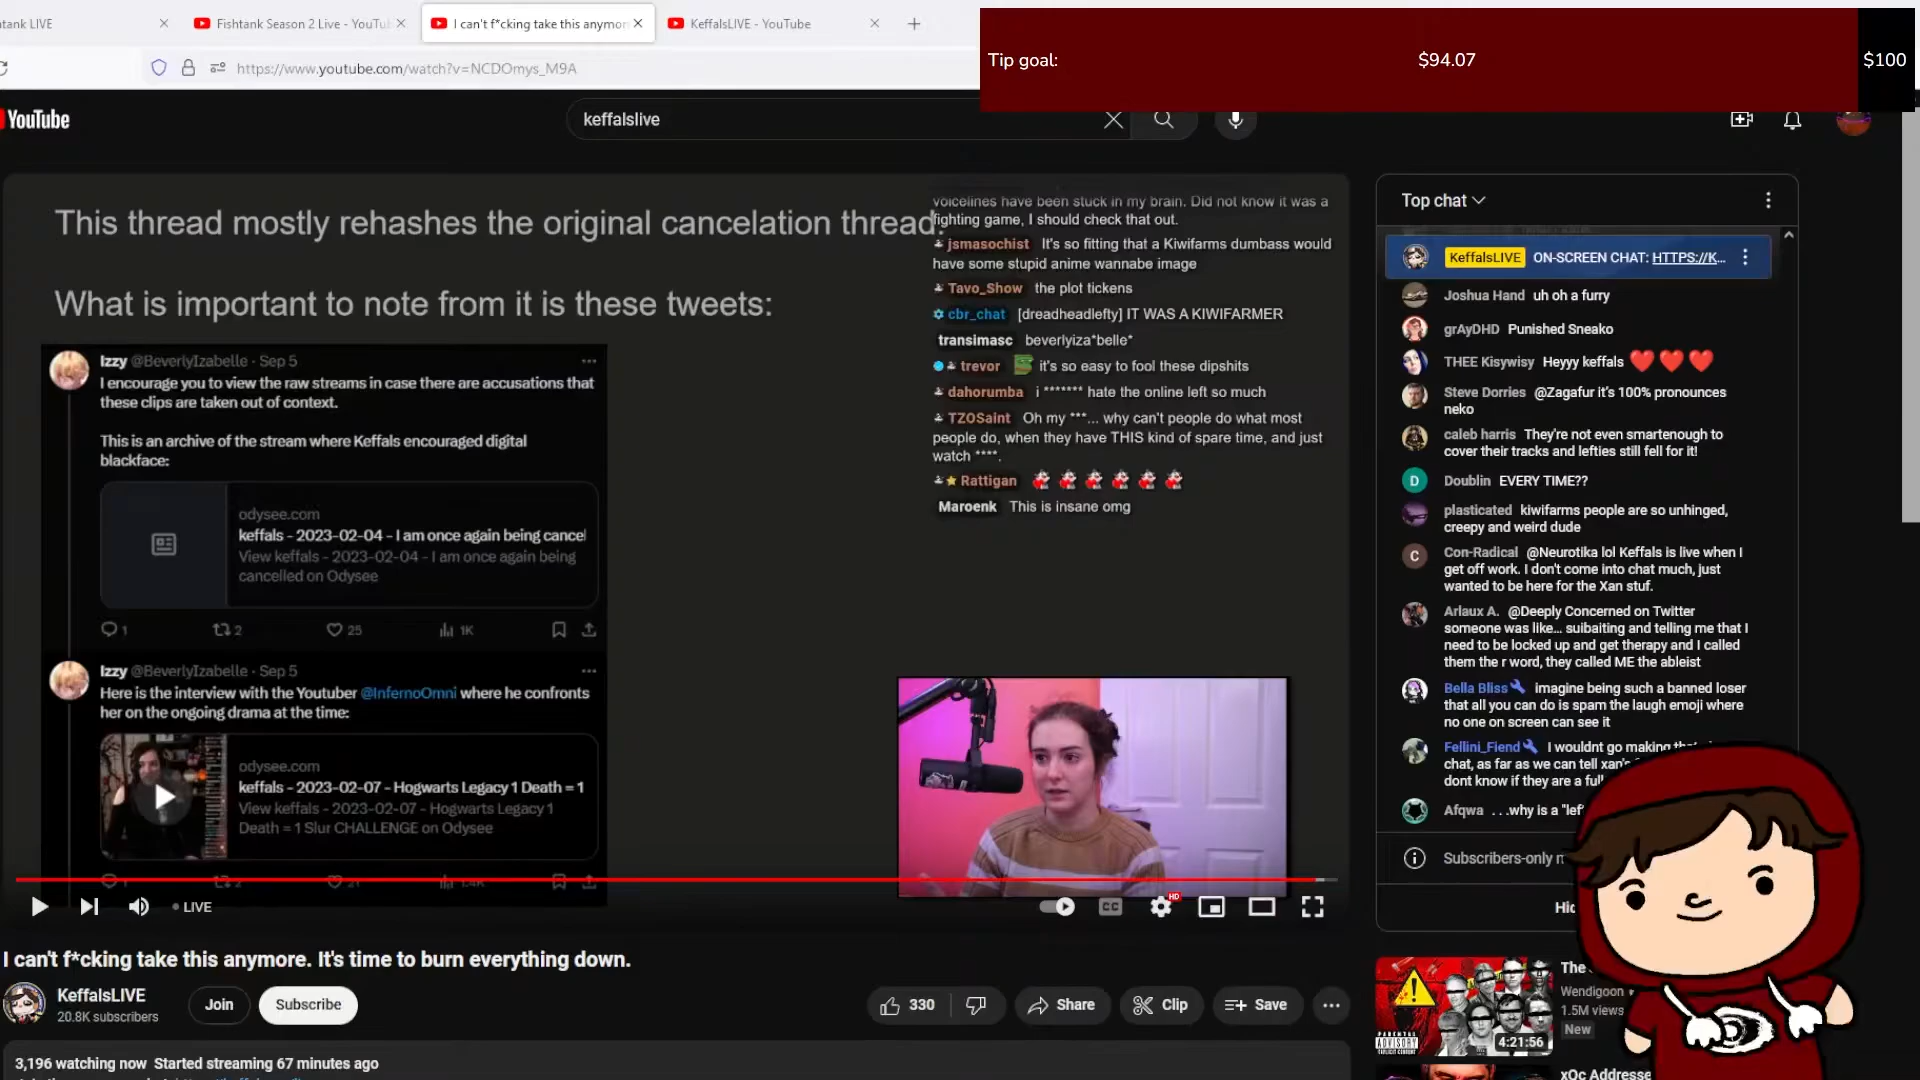 tank LIVE
Fishtank Season 2 Live - YouTu
I can't f*cking take this anymor
KeffalsLIVE - YouTube
https://www.youtube.com/watch?v=NCDOmys_M9A
Tip goal:
$94.07
$100
YouTube
keffalslive
This thread mostly rehashes the original cancelation thread.
What is important to note from it is these tweets:
Izzy @BeverlyIzabelle · Sep 5
I encourage you to view the raw streams in case there are accusations that
these clips are taken out of context.
This is an archive of the stream where Keffals encouraged digital
blackface:
odysee.com
keffals - 2023-02-04 - I am once again being cancel
View keffals - 2023-02-04 - I am once again being
cancelled on Odysee
1
2
25
1K
Izzy @BeverlyIzabelle · Sep 5
Here is the interview with the Youtuber @InfernoOmni where he confronts
her on the ongoing drama at the time:
odysee.com
keffals - 2023-02-07 - Hogwarts Legacy 1 Death = 1
View keffals - 2023-02-07 - Hogwarts Legacy 1
Death = 1 Slur CHALLENGE on Odysee
voicelines have been stuck in my brain. Did not know it was a
fighting game, I should check that out.
jsmasochist It's so fitting that a Kiwifarms dumbass would
have some stupid anime wannabe image
Tavo_Show the plot tickens
cbr_chat [dreadheadlefty] IT WAS A KIWIFARMER
transimasc beverlyiza*belle*
trevor it's so easy to fool these dipshits
dahorumba i ******* hate the online left so much
TZOSaint Oh my ***... why can't people do what most
people do, when they have THIS kind of spare time, and just
watch ****.
Rattigan
Maroenk This is insane omg
LIVE
CC
HD
I can't f*cking take this anymore. It's time to burn everything down.
KeffalsLIVE
20.8K subscribers
Join
Subscribe
330
Share
Clip
Save
3,196 watching now Started streaming 67 minutes ago
Top chat
KeffalsLIVE ON-SCREEN CHAT: HTTPS://K...
Joshua Hand uh oh a furry
grAyDHD Punished Sneako
THEE Kisywisy Heyyy keffals
Steve Dorries @Zagafur it's 100% pronounces
neko
caleb harris They're not even smartenough to
cover their tracks and lefties still fell for it!
D
Doublin EVERY TIME??
plasticated kiwifarms people are so unhinged,
creepy and weird dude
C
Con-Radical @Neurotika lol Keffals is live when I
get off work. I don't come into chat much, just
wanted to be here for the Xan stuf.
Arlaux A. @Deeply Concerned on Twitter
someone was like... suibaiting and telling me that I
need to be locked up and get therapy and I called
them the r word, they called ME the ableist
Bella Bliss imagine being such a banned loser
that all you can do is spam the laugh emoji where
no one on screen can see it
Fellini_Fiend I wouldnt go making
chat, as far as we can tell xan's
dont know if they are a ful
Afqwa . . .why is a "lef
Subscribers-only
Hid
PARENTAL
ADVISORY
4:21:56
The
Wendigoon
1.5M views
New
xQc Addresse